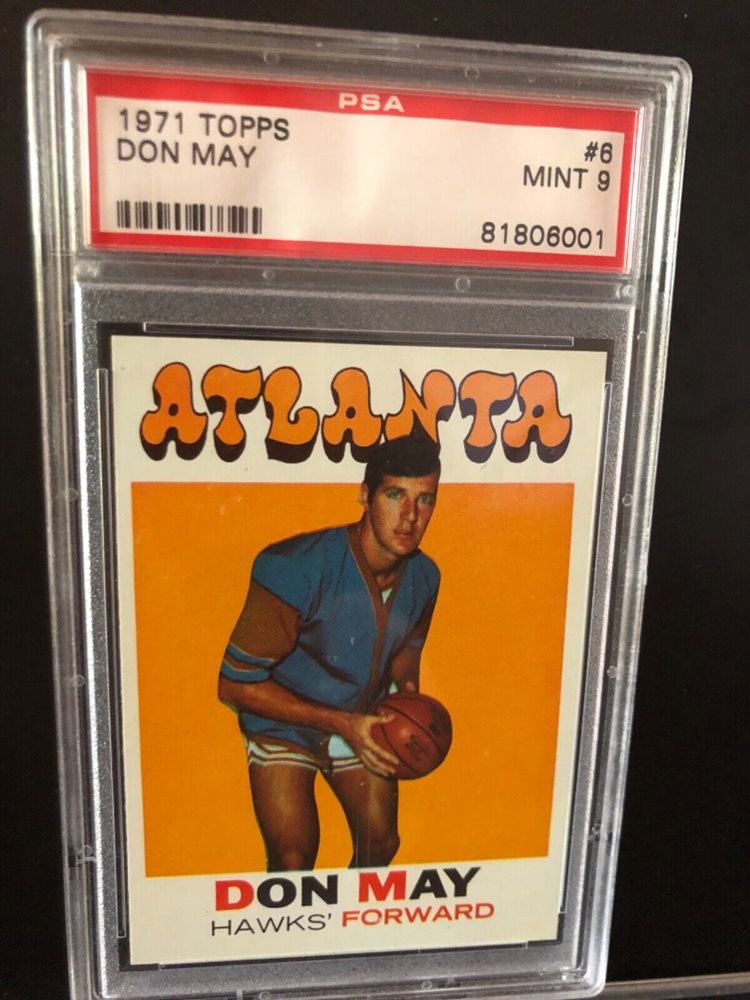 PSA
1971 TOPPS #6
DON MAY MINT 9
81806001
ATLANTA
DON MAY
HAWKS' FORWARD